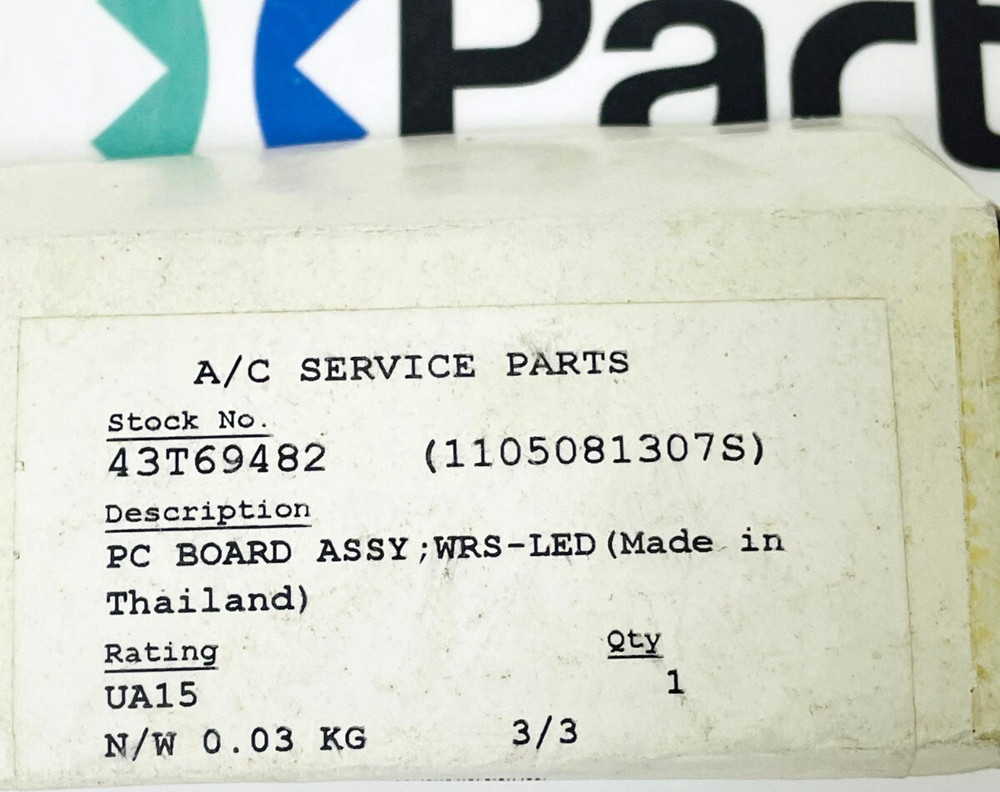 Part
A/C SERVICE PARTS
Stock No.
43T69482 (1105081307S)
Description
PC BOARD ASSY;WRS-LED(Made in
Thailand)
Rating Qty
UA15 1
N/W 0.03 KG 3/3